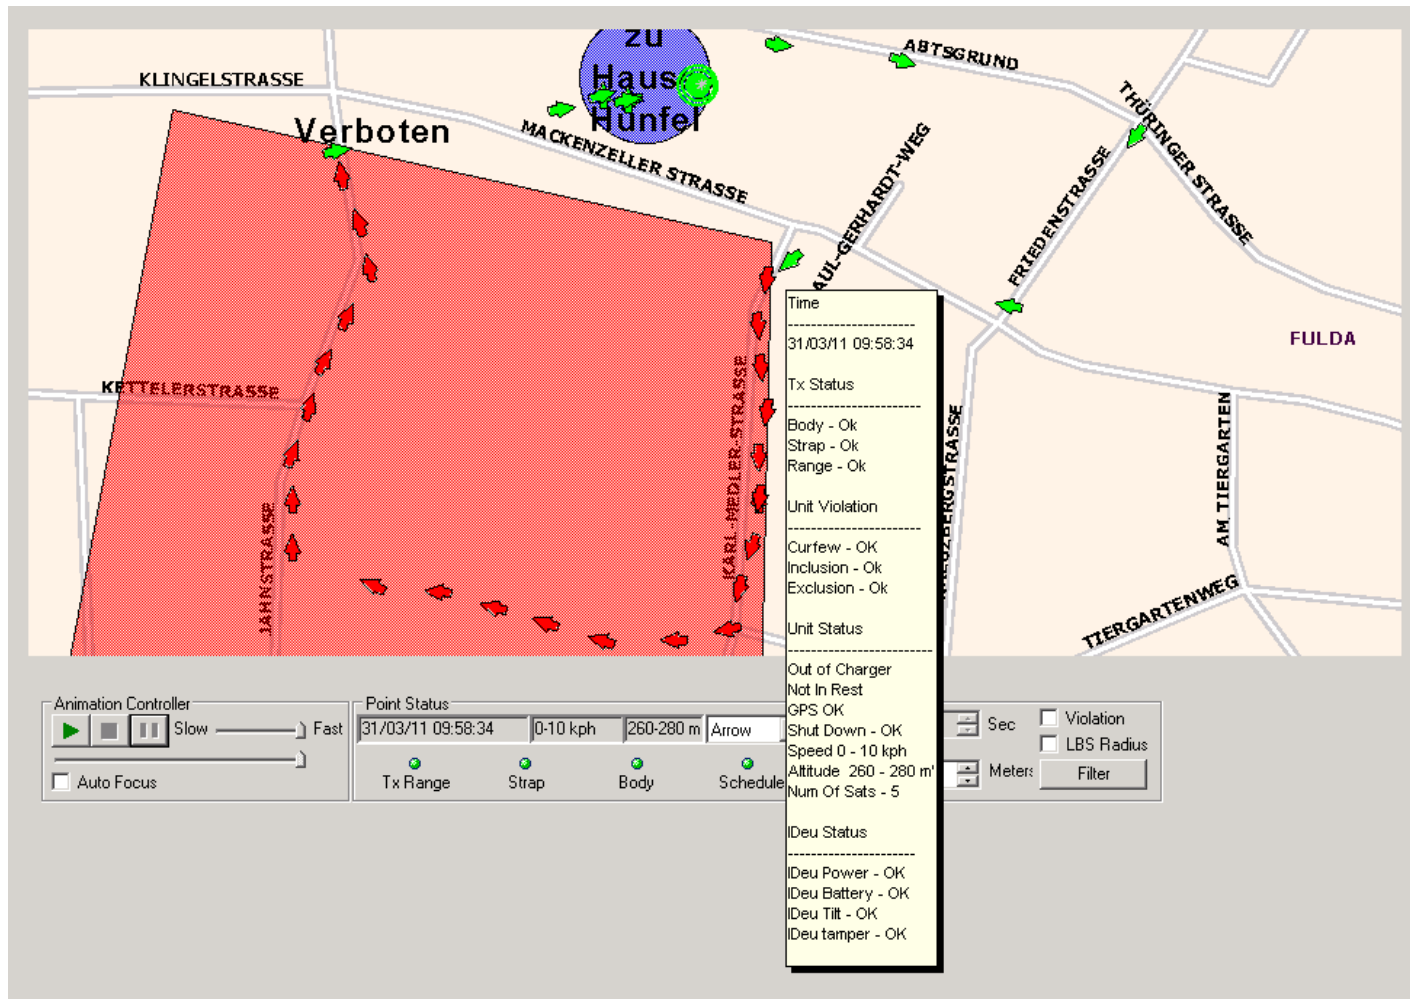 zu
Haus
Hünfel
ABTSGRUND
KLINGELSTRASSE
THÜRINGER STRASSE
Verboten
MACKENZELLER STRASSE
AUL-GERHARDT-WEG
FRIEDENSTRASSE
FULDA
KETTELERSTRASSE
KARL-MEDLER-STRASSE
JAHNSTRASSE
AM TIERGARTEN
TIERGARTENWEG
Time
-----------------------
31/03/11 09:58:34
Tx Status
------------------------
Body - Ok
Strap - Ok
Range - Ok
Unit Violation
------------------------
Curfew - OK
Inclusion - Ok
Exclusion - Ok
Unit Status
--------------------------
Out of Charger
Not In Rest
GPS OK
Shut Down - OK
Speed 0 - 10 kph
Altitude 260 - 280 m'
Num Of Sats - 5
IDeu Status
-----------------------
IDeu Power - OK
IDeu Battery - OK
IDeu Tilt - OK
IDeu tamper - OK
Animation Controller
Slow Fast
Auto Focus
Point Status
31/03/11 09:58:34 0-10 kph 260-280 m Arrow
Tx Range Strap Body Schedule
Sec
Meters
Violation
LBS Radius
Filter